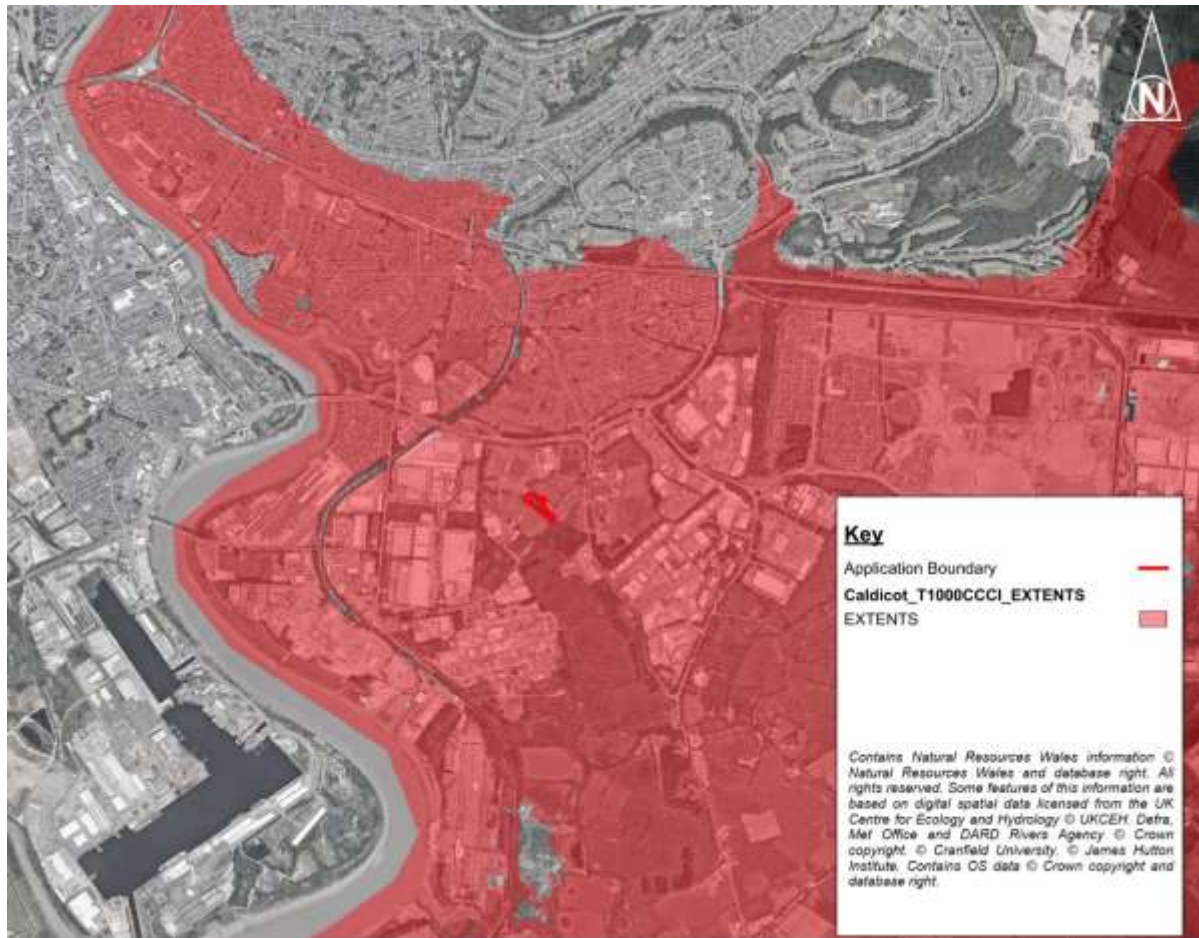 N
Key
Application Boundary
Caldicot_T1000CCCI_EXTENTS
EXTENTS
Contains Natural Resources Wales information ©
Natural Resources Wales and database right. All
rights reserved. Some features of this information are
based on digital spatial data licensed from the UK
Centre for Ecology and Hydrology © UKCEH. Defra,
Met Office and DARD Rivers Agency © Crown
copyright. © Cranfield University. © James Hutton
Institute. Contains OS data © Crown copyright and
database right.